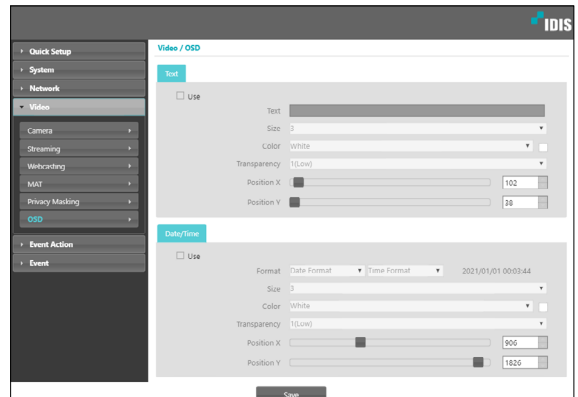 IDIS
Quick Setup
System
Network
Video
Camera
Streaming
Webcasting
MAT
Privacy Masking
OSD
Event Action
Event
Video / OSD
Text
Use
Text
Size 3
Color White
Transparency 1(Low)
Position X 102
Position Y 38
Date/Time
Use
Format Date Format Time Format 2021/01/01 00:03:44
Size 3
Color White
Transparency 1(Low)
Position X 906
Position Y 1826
Save